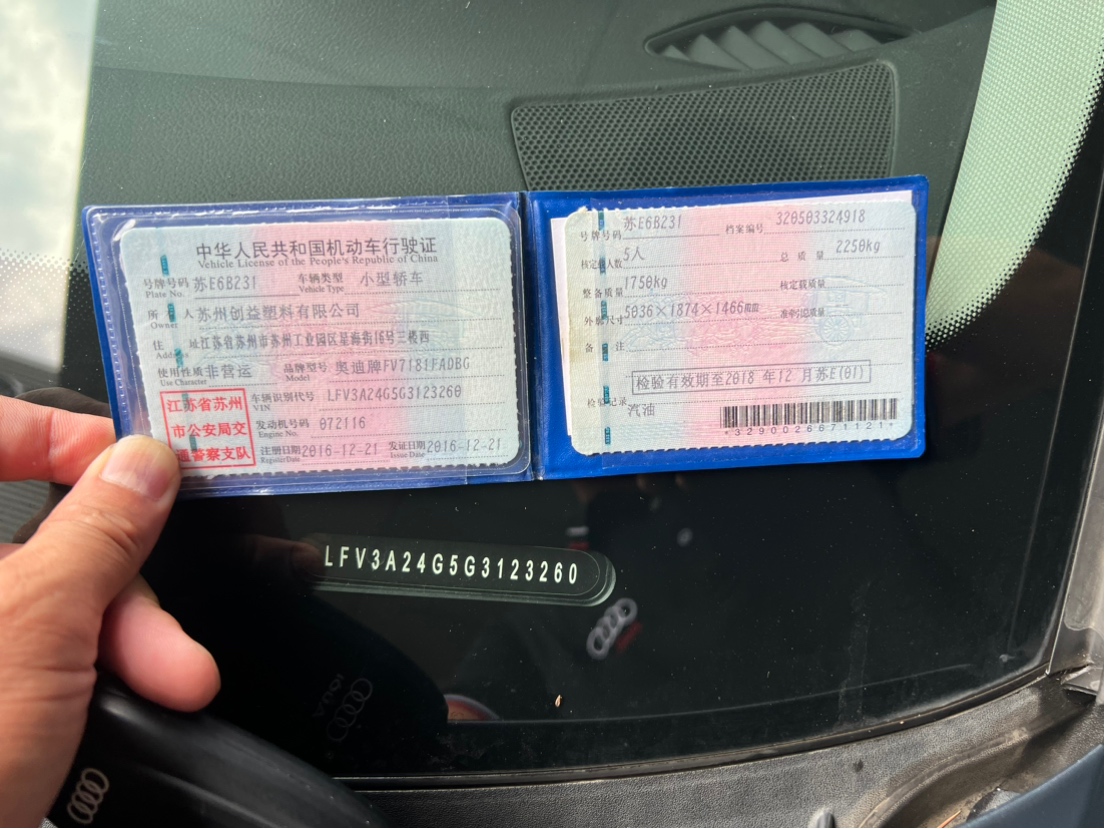 中华人民共和国机动车行驶证
Vehicle License of the People's Republic of China
号牌号码 苏E6B231 车辆类型 小型轿车
Plate No. Vehicle Type
所 有 人 苏州创益塑料有限公司
Owner
住 址 江苏省苏州市苏州工业园区星海街16号三楼西
Address
使用性质 非营运 品牌型号 奥迪牌FV7181FADBG
Use Character Model
车辆识别代号 LFV3A24G5G3123260
VIN
发动机号码 072116
Engine No.
注册日期 2016-12-21 发证日期 2016-12-21
Register Date Issue Date
江苏省苏州
市公安局交
通警察支队
号牌号码 苏E6B231 档案编号 320503324918
核定载人数 5人 总 质 量 2250kg
整备质量 1750kg 核定载质量
外廓尺寸 5036×1874×1466mm 准牵引总质量
备 注
检验有效期至2018 年12 月苏E(01)
检验记录
汽油
*3290026671121*
LFV3A24G5G3123260